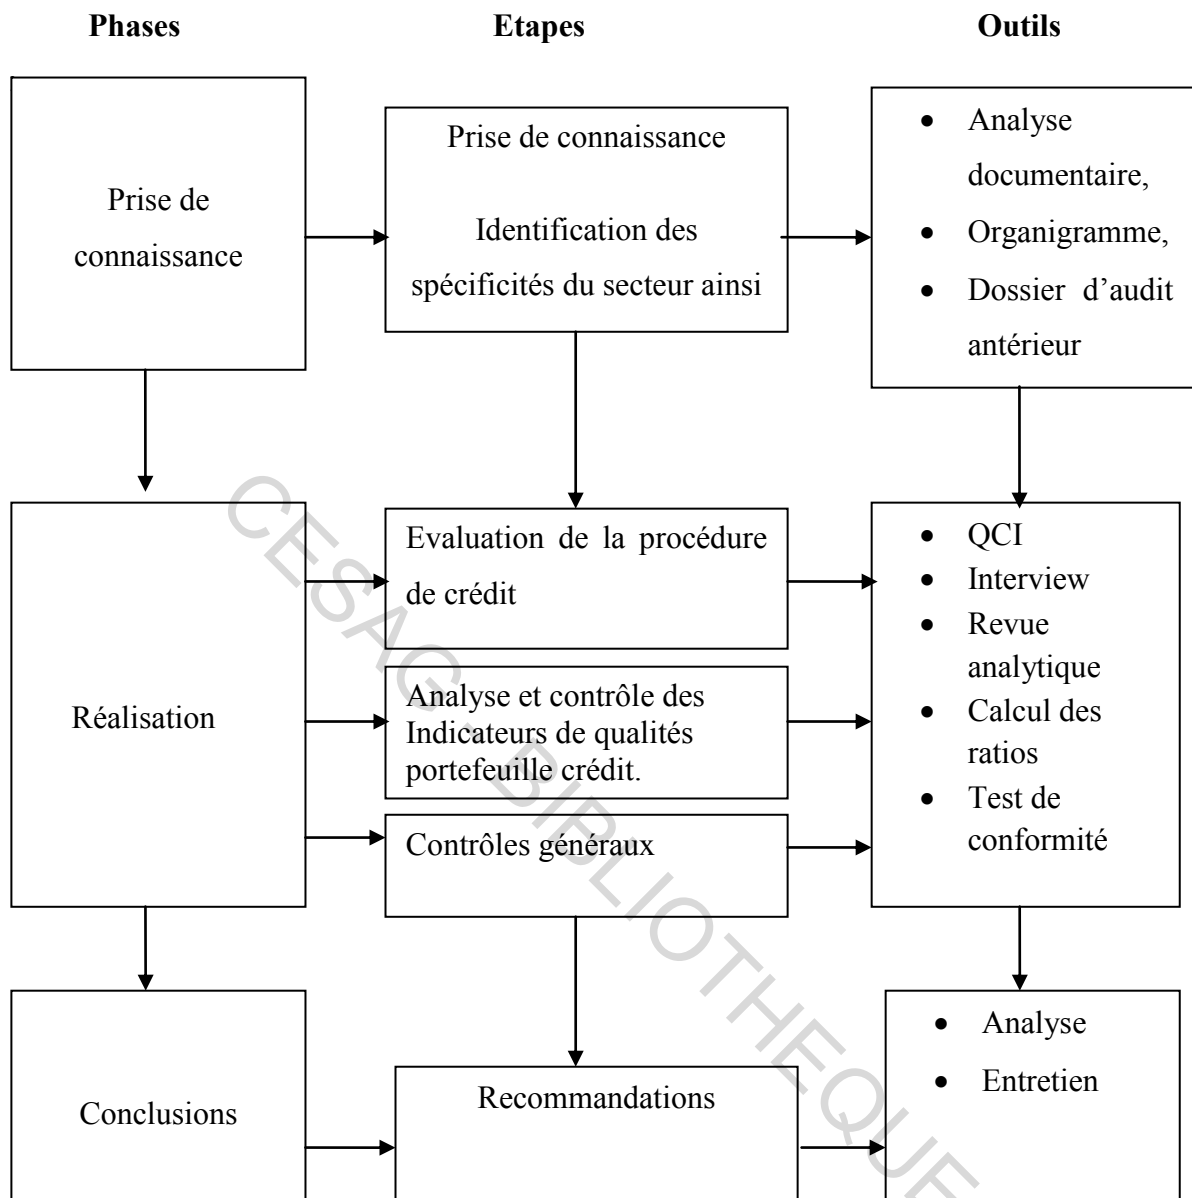 Phases Etapes Outils
Prise de
connaissance
Prise de connaissance
Identification des
spécificités du secteur ainsi
• Analyse
documentaire,
• Organigramme,
• Dossier d’audit
antérieur
Réalisation
Evaluation de la procédure
de crédit
Analyse et contrôle des
Indicateurs de qualités
portefeuille crédit.
Contrôles généraux
• QCI
• Interview
• Revue
analytique
• Calcul des
ratios
• Test de
conformité
Conclusions
Recommandations
• Analyse
• Entretien
CESAG - BIBLIOTHEQUE